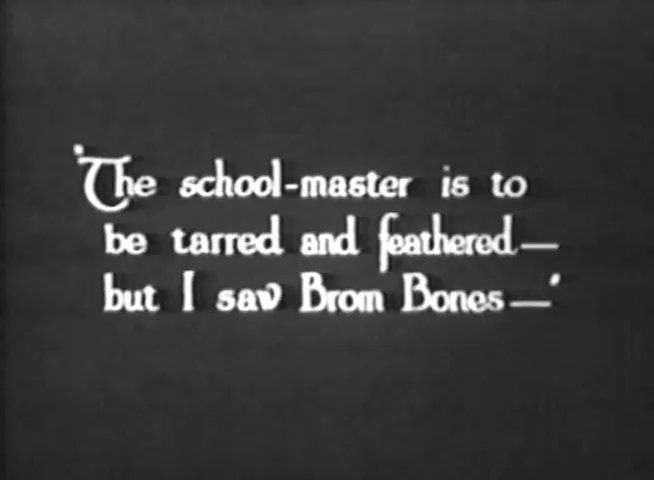 'The school-master is to
be tarred and feathered—
but I saw Brom Bones—'